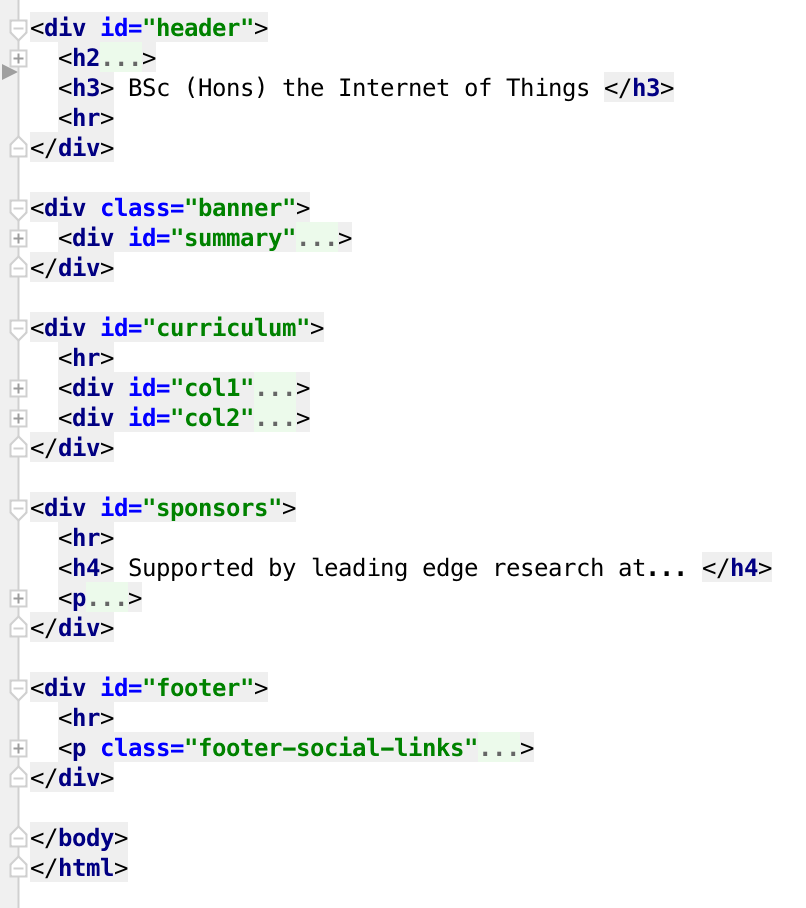 <div id="header">
<h2...>
<h3> BSc (Hons) the Internet of Things </h3>
<hr>
</div>
<div class="banner">
<div id="summary"...>
</div>
<div id="curriculum">
<hr>
<div id="col1"...>
<div id="col2"...>
</div>
<div id="sponsors">
<hr>
<h4> Supported by leading edge research at... </h4>
<p...>
</div>
<div id="footer">
<hr>
<p class="footer-social-links"...>
</div>
</body>
</html>